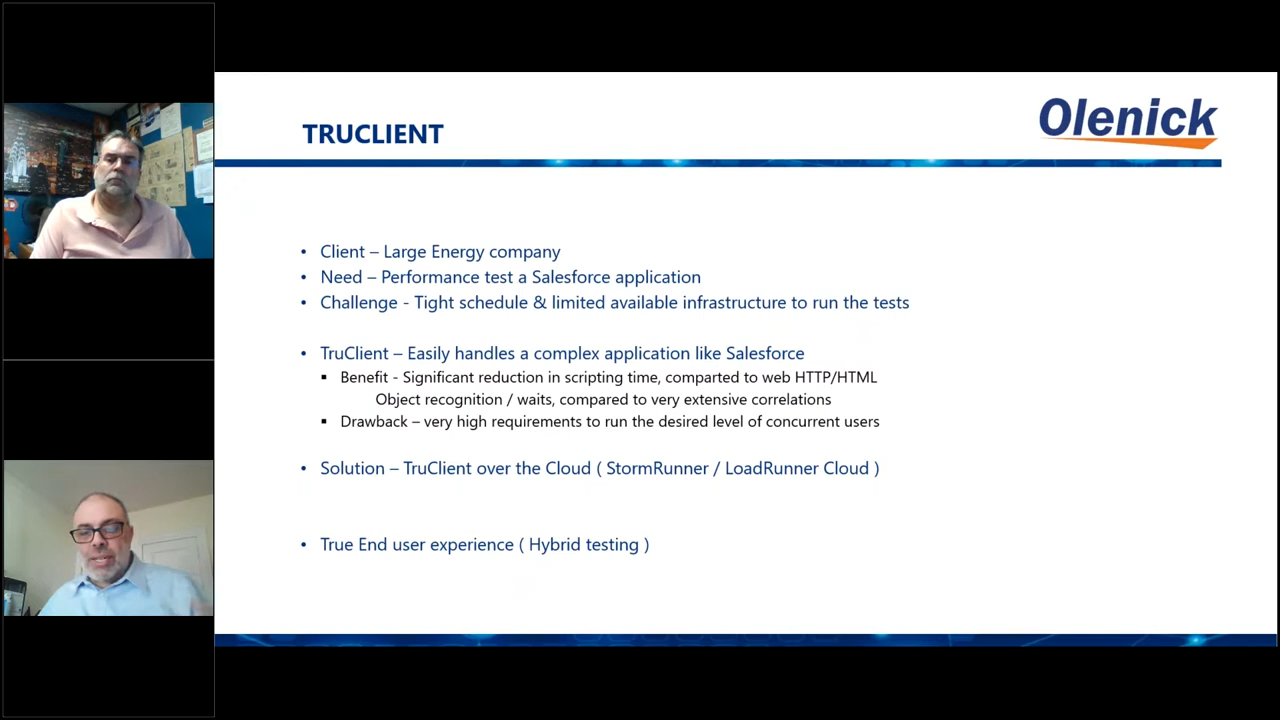 Olenick
TRUCLIENT
• Client – Large Energy company
• Need – Performance test a Salesforce application
• Challenge - Tight schedule & limited available infrastructure to run the tests
• TruClient – Easily handles a complex application like Salesforce
▪ Benefit - Significant reduction in scripting time, comparted to web HTTP/HTML
Object recognition / waits, compared to very extensive correlations
▪ Drawback – very high requirements to run the desired level of concurrent users
• Solution – TruClient over the Cloud ( StormRunner / LoadRunner Cloud )
• True End user experience ( Hybrid testing )